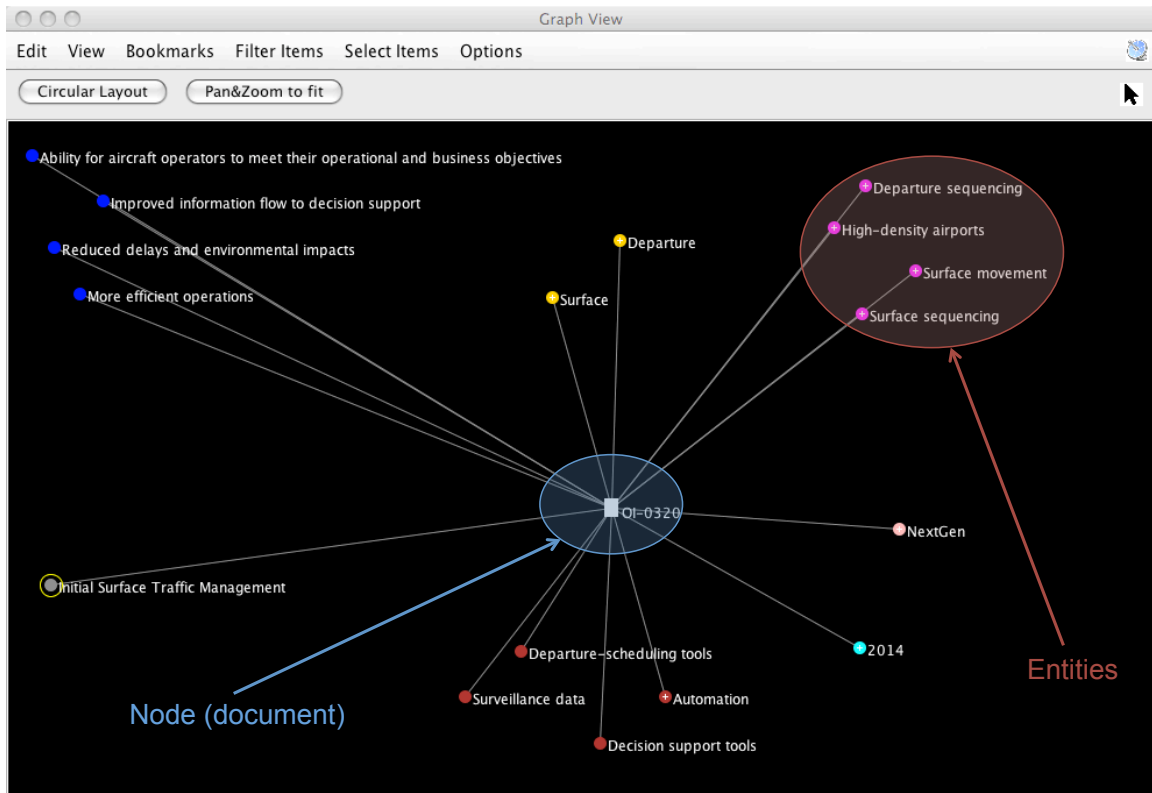 Graph View
Edit View Bookmarks Filter Items Select Items Options
Circular Layout Pan&Zoom to fit
Ability for aircraft operators to meet their operational and business objectives
Departure sequencing
Improved information flow to decision support
High-density airports
Departure
Reduced delays and environmental impacts
Surface movement
More efficient operations
Surface
Surface sequencing
OI-0320
NextGen
Initial Surface Traffic Management
2014
Departure-scheduling tools
Entities
Surveillance data
Automation
Node (document)
Decision support tools